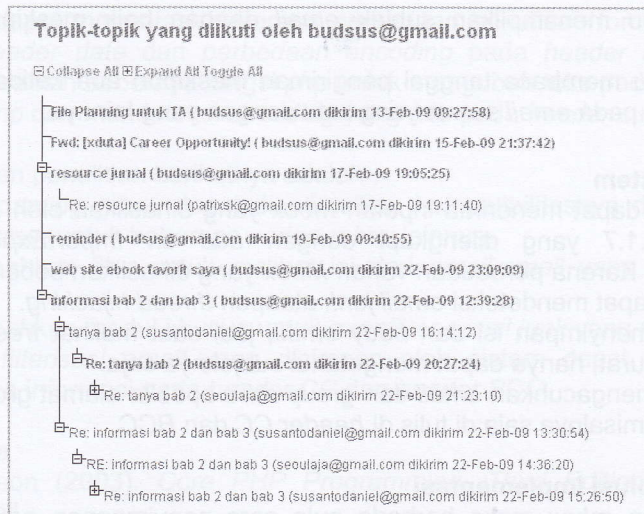 Topik-topik yang diikuti oleh budsus@gmail.com
Collapse All Expand All Toggle All
File Planning untuk TA ( budsus@gmail.com dikirim 13-Feb-09 09:27:58)
Fwd: [xduta] Career Opportunity! ( budsus@gmail.com dikirim 15-Feb-09 21:37:42)
resource jurnal ( budsus@gmail.com dikirim 17-Feb-09 19:05:25)
Re: resource jurnal (patrixsk@gmail.com dikirim 17-Feb-09 19:11:40)
reminder ( budsus@gmail.com dikirim 19-Feb-09 09:40:55)
web site ebook favorit saya ( budsus@gmail.com dikirim 22-Feb-09 23:09:09)
informasi bab 2 dan bab 3 ( budsus@gmail.com dikirim 22-Feb-09 12:39:28)
tanya bab 2 (susantodaniel@gmail.com dikirim 22-Feb-09 16:14:12)
Re: tanya bab 2 (budsus@gmail.com dikirim 22-Feb-09 20:27:24)
Re: tanya bab 2 (seoulaja@gmail.com dikirim 22-Feb-09 21:23:10)
Re: informasi bab 2 dan bab 3 (susantodaniel@gmail.com dikirim 22-Feb-09 13:30:54)
RE: informasi bab 2 dan bab 3 (seoulaja@gmail.com dikirim 22-Feb-09 14:36:20)
Re: informasi bab 2 dan bab 3 (susantodaniel@gmail.com dikirim 22-Feb-09 15:26:50)